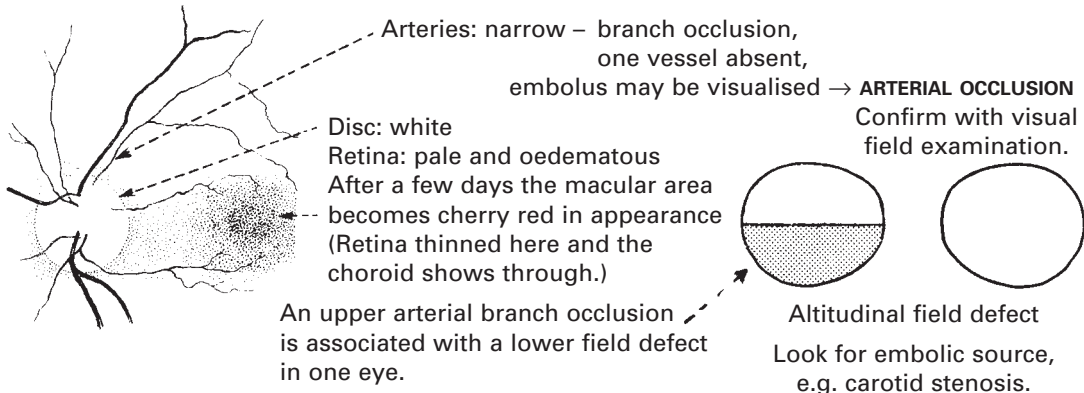 Arteries: narrow – branch occlusion,
one vessel absent,
embolus may be visualised → ARTERIAL OCCLUSION
Confirm with visual
field examination.
Disc: white
Retina: pale and oedematous
After a few days the macular area
becomes cherry red in appearance
(Retina thinned here and the
choroid shows through.)
An upper arterial branch occlusion
is associated with a lower field defect
in one eye.
Altitudinal field defect
Look for embolic source,
e.g. carotid stenosis.